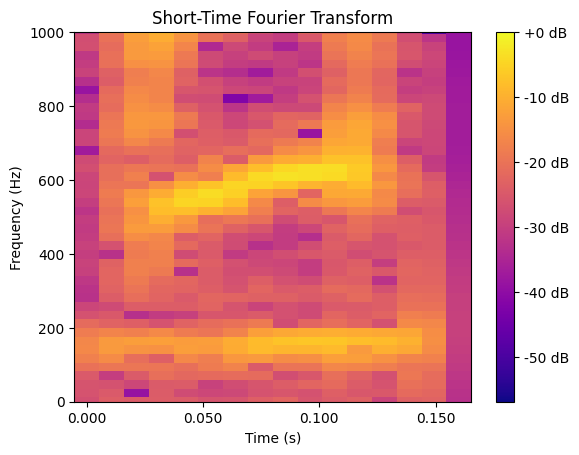 Short-Time Fourier Transform
1000
800
600
400
200
0
Frequency (Hz)
0.000
0.050
0.100
0.150
Time (s)
+0 dB
-10 dB
-20 dB
-30 dB
-40 dB
-50 dB